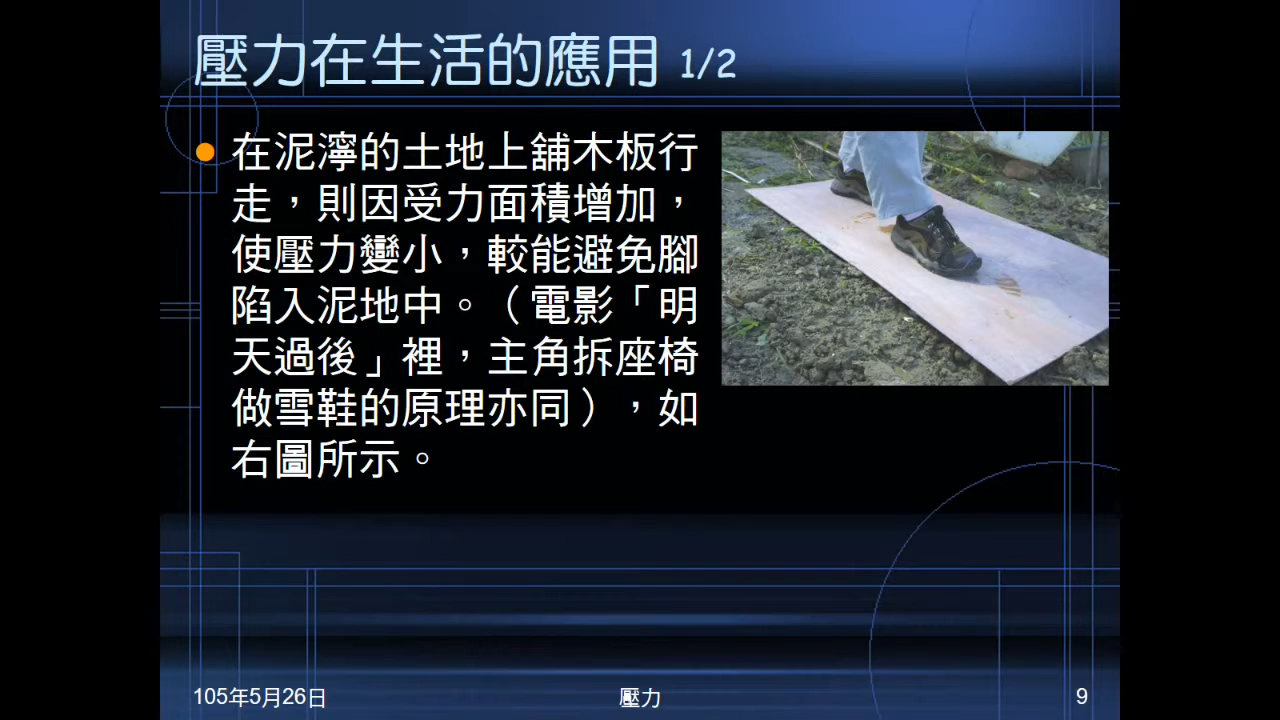 壓力在生活的應用 1/2
在泥濘的土地上舖木板行
走，則因受力面積增加，
使壓力變小，較能避免腳
陷入泥地中。（電影「明
天過後」裡，主角拆座椅
做雪鞋的原理亦同），如
右圖所示。
105年5月26日
壓力
9